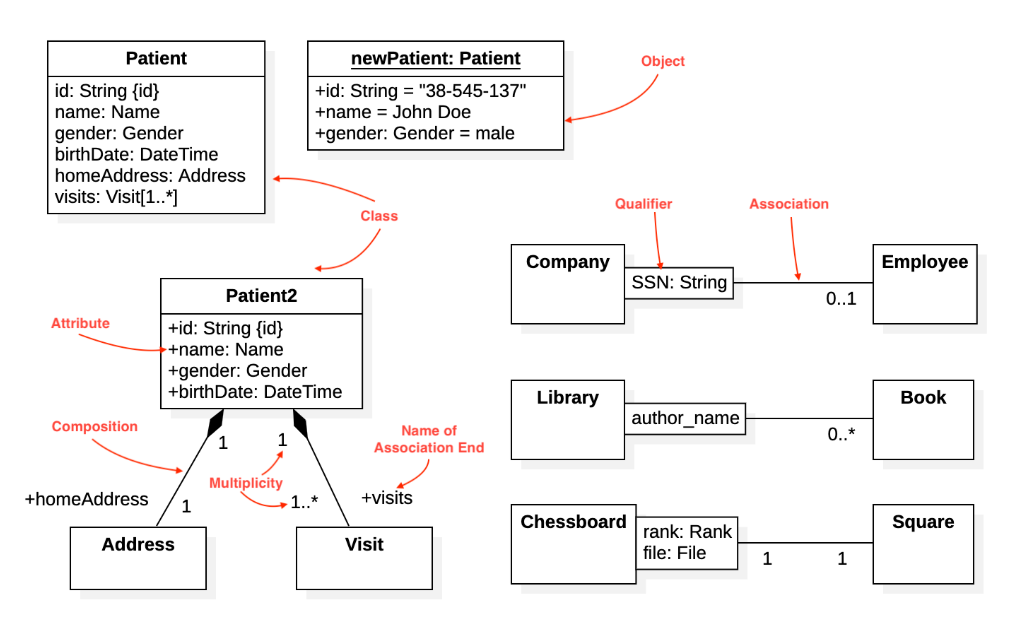 Patient
id: String {id}
name: Name
gender: Gender
birthDate: DateTime
homeAddress: Address
visits: Visit[1..*]
newPatient: Patient
+id: String = "38-545-137"
+name = John Doe
+gender: Gender = male
Object
Class
Patient2
+id: String {id}
+name: Name
+gender: Gender
+birthDate: DateTime
Attribute
Composition
1
1
Name of
Association End
Multiplicity
+homeAddress
1
1..*
+visits
Address
Visit
Qualifier
Association
Company
SSN: String
0..1
Employee
Library
author_name
0..*
Book
Chessboard
rank: Rank
file: File
1
1
Square